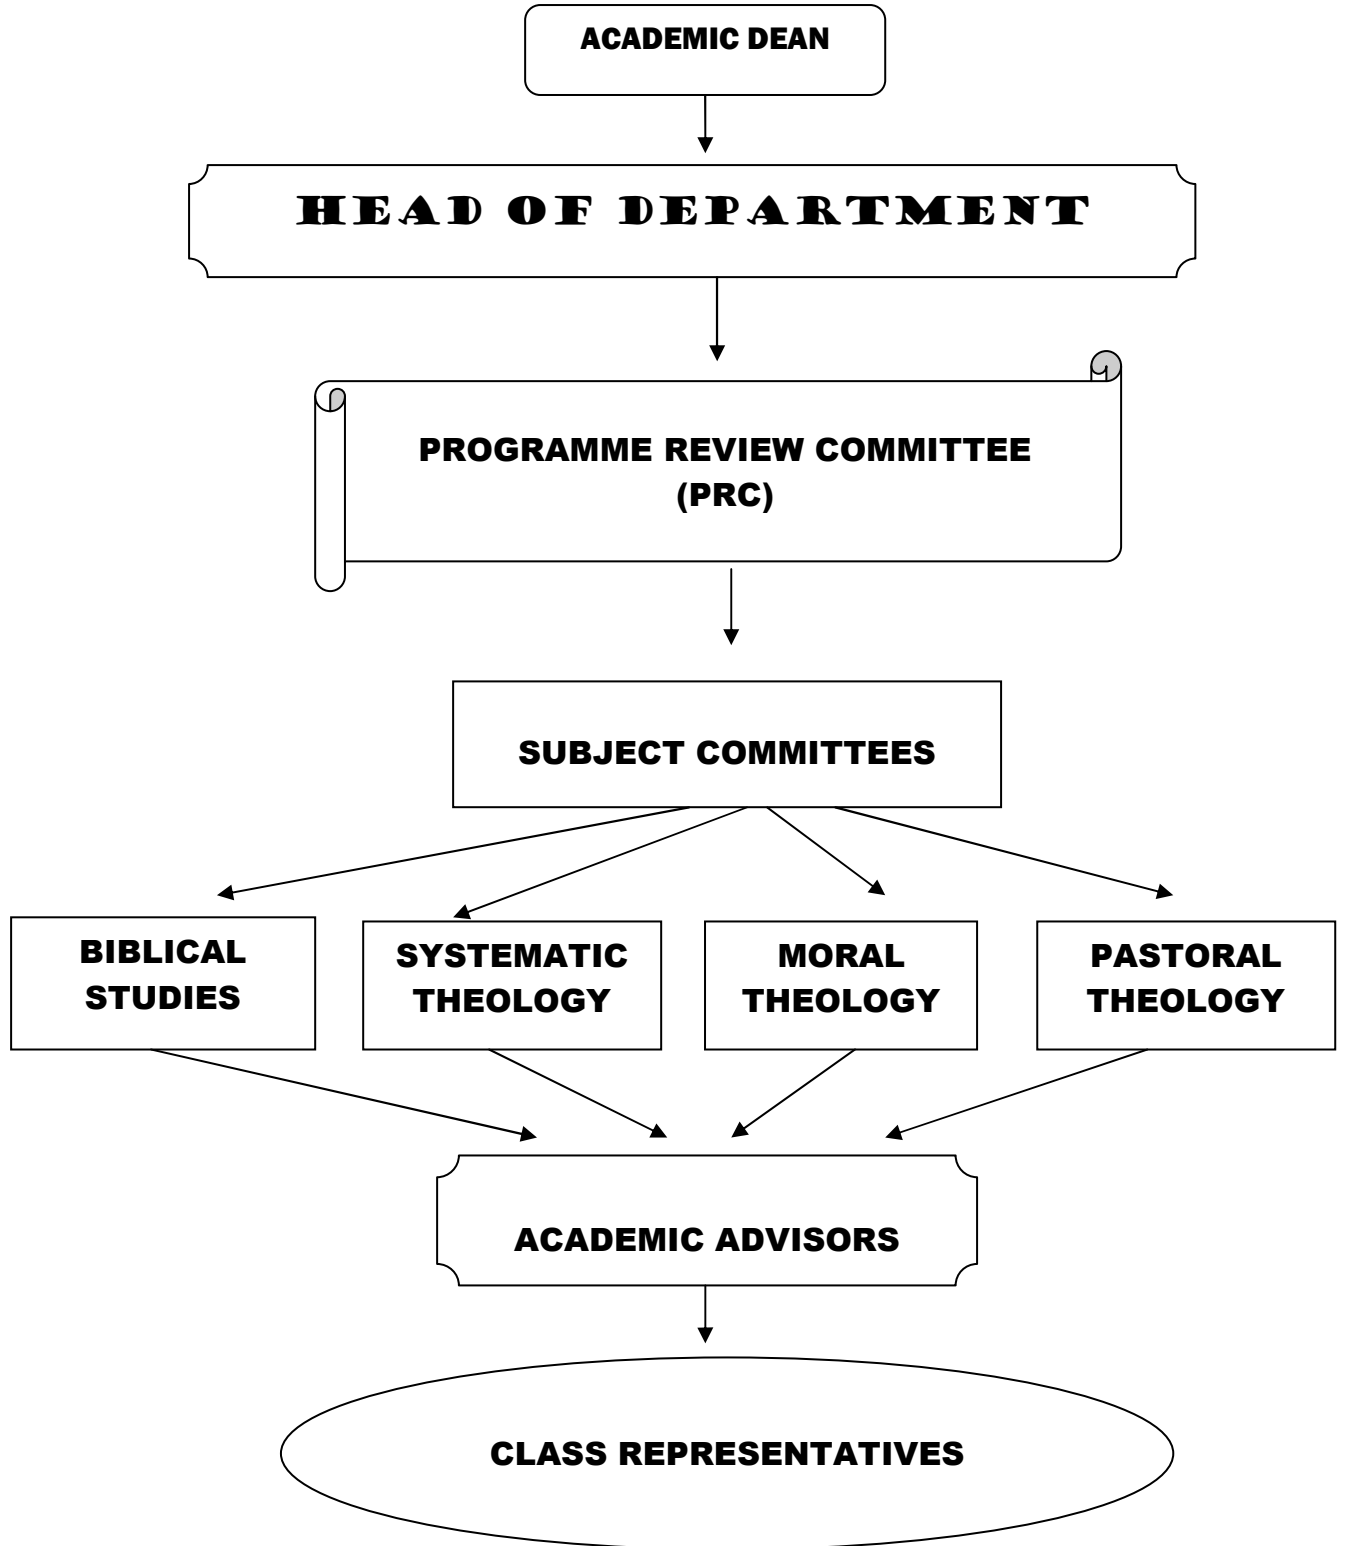 ACADEMIC DEAN
HEAD OF DEPARTMENT
PROGRAMME REVIEW COMMITTEE
(PRC)
SUBJECT COMMITTEES
BIBLICAL
STUDIES
SYSTEMATIC
THEOLOGY
MORAL
THEOLOGY
PASTORAL
THEOLOGY
ACADEMIC ADVISORS
CLASS REPRESENTATIVES